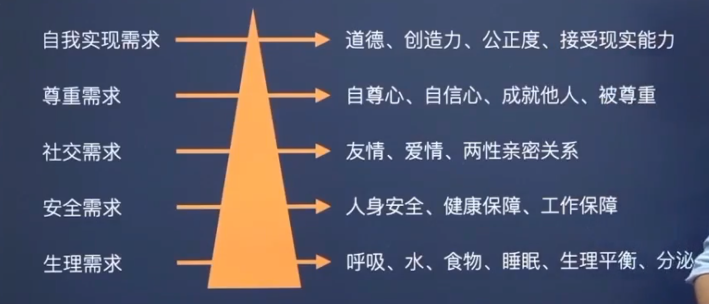 自我实现需求 道德、创造力、公正度、接受现实能力
尊重需求 自尊心、自信心、成就他人、被尊重
社交需求 友情、爱情、两性亲密关系
安全需求 人身安全、健康保障、工作保障
生理需求 呼吸、水、食物、睡眠、生理平衡、分泌